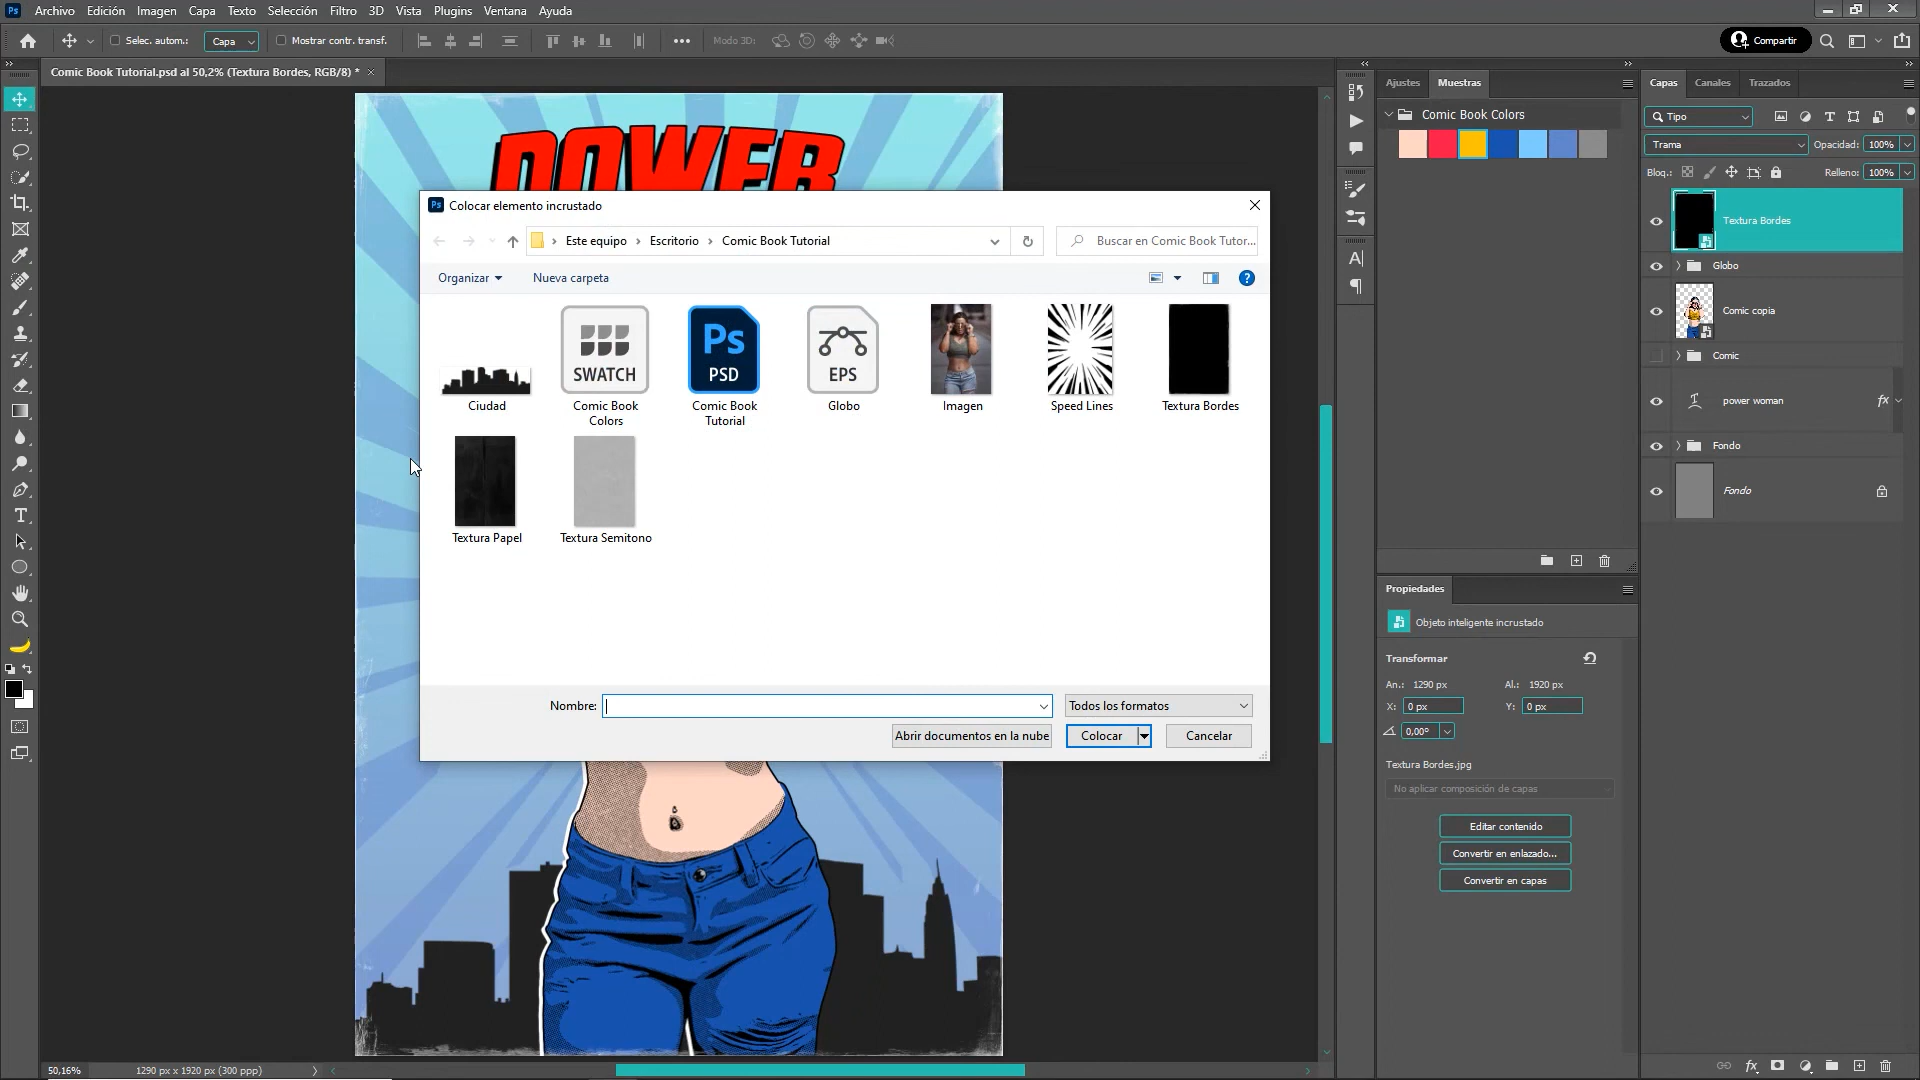 Ps Archivo Edición Imagen Capa Texto Selección Filtro 3D Vista Plugins Ventana Ayuda
Selec. autom.: Capa Mostrar contr. transf. Modo 3D: Compartir
Comic Book Tutorial.psd al 50,2% (Textura Bordes, RGB/8) *
POWER
Ps Colocar elemento incrustado
Este equipo Escritorio Comic Book Tutorial
Buscar en Comic Book Tutor...
Organizar Nueva carpeta
SWATCH
Ps
PSD
EPS
Ciudad
Comic Book
Colors
Comic Book
Tutorial
Globo
Imagen
Speed Lines
Textura Bordes
Textura Papel
Textura Semitono
Nombre: Todos los formatos
Abrir documentos en la nube Colocar Cancelar
Ajustes Muestras
Comic Book Colors
Propiedades
Objeto inteligente incrustado
Transformar
An.: 1290 px Al.: 1920 px
X: 0 px Y: 0 px
0,00º
Textura Bordes.jpg
No aplicar composición de capas
Editar contenido
Convertir en enlazado...
Convertir en capas
Capas Canales Trazados
Tipo
Trama Opacidad: 100%
Bloq.: Relleno: 100%
Textura Bordes
Globo
Comic copia
Comic
power woman fx
Fondo
Fondo
fx
50,16% 1290 px x 1920 px (300 ppp)